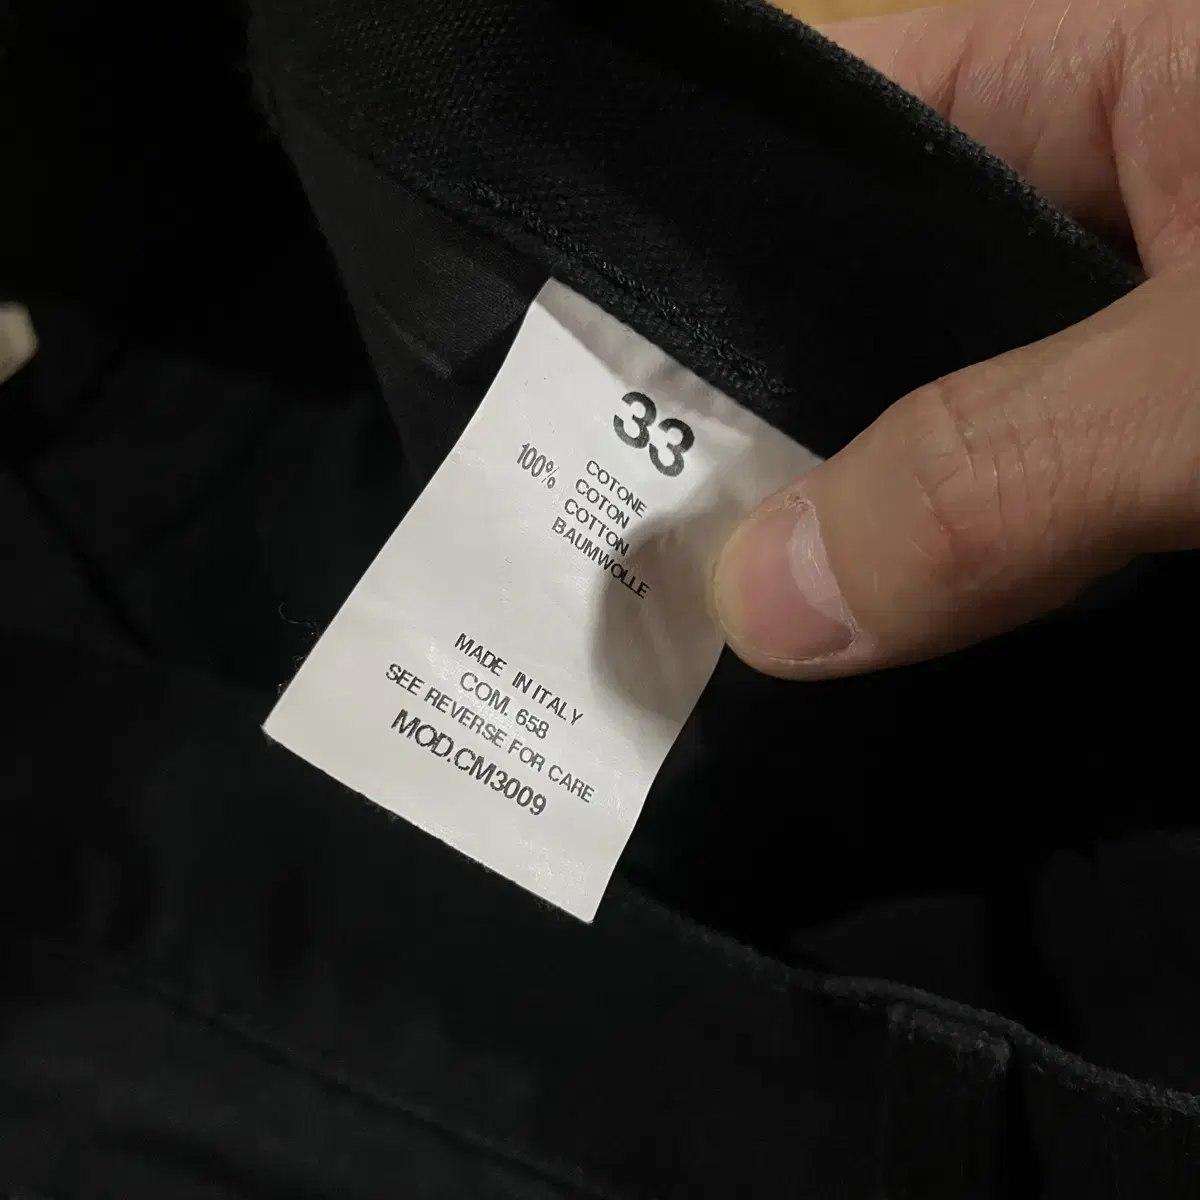 33
100% COTONE
COTON
COTTON
BAUMWOLLE
MADE IN ITALY
COM. 658
SEE REVERSE FOR CARE
MOD.CM3009